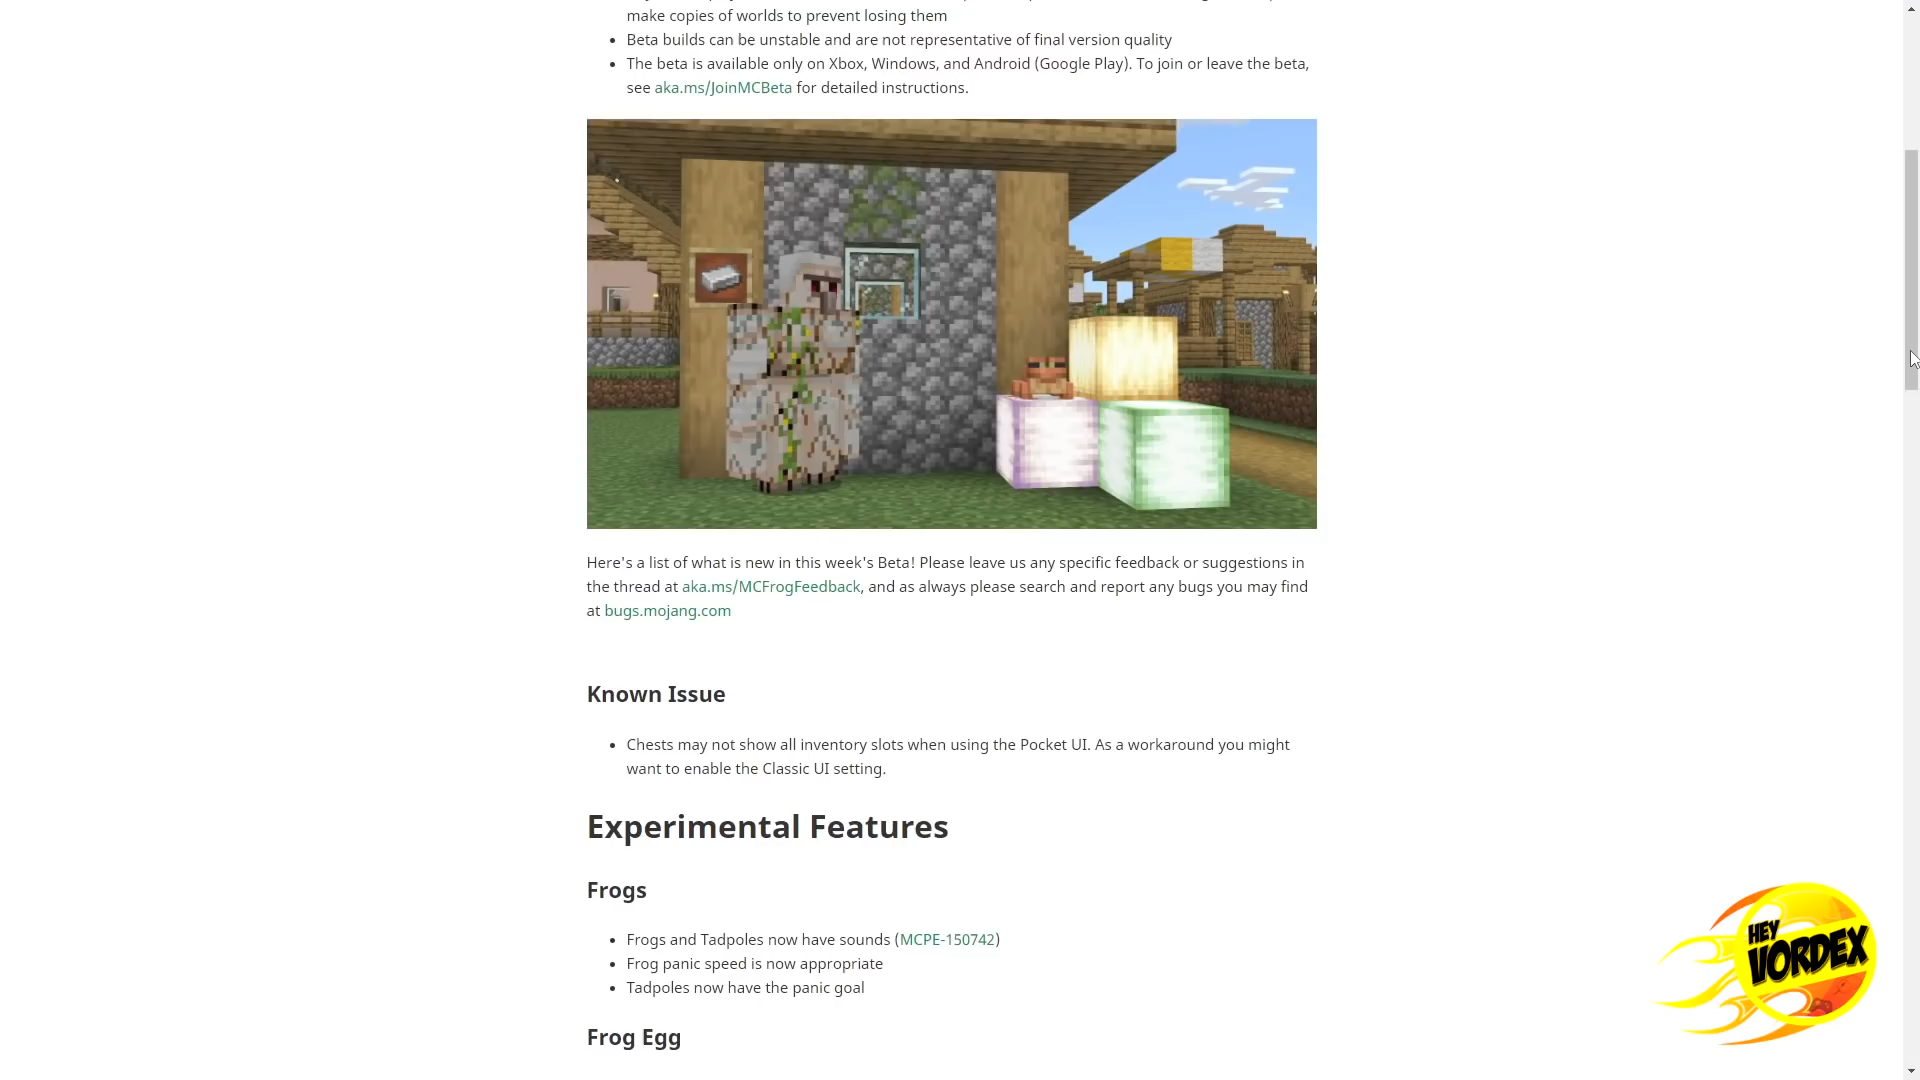 make copies of worlds to prevent losing them
Beta builds can be unstable and are not representative of final version quality
The beta is available only on Xbox, Windows, and Android (Google Play). To join or leave the beta,
see aka.ms/JoinMCBeta for detailed instructions.
Here's a list of what is new in this week's Beta! Please leave us any specific feedback or suggestions in
the thread at aka.ms/MCFrogFeedback, and as always please search and report any bugs you may find
at bugs.mojang.com
Known Issue
Chests may not show all inventory slots when using the Pocket UI. As a workaround you might
want to enable the Classic UI setting.
Experimental Features
Frogs
Frogs and Tadpoles now have sounds (MCPE-150742)
Frog panic speed is now appropriate
Tadpoles now have the panic goal
Frog Egg
HEY
VORDEX